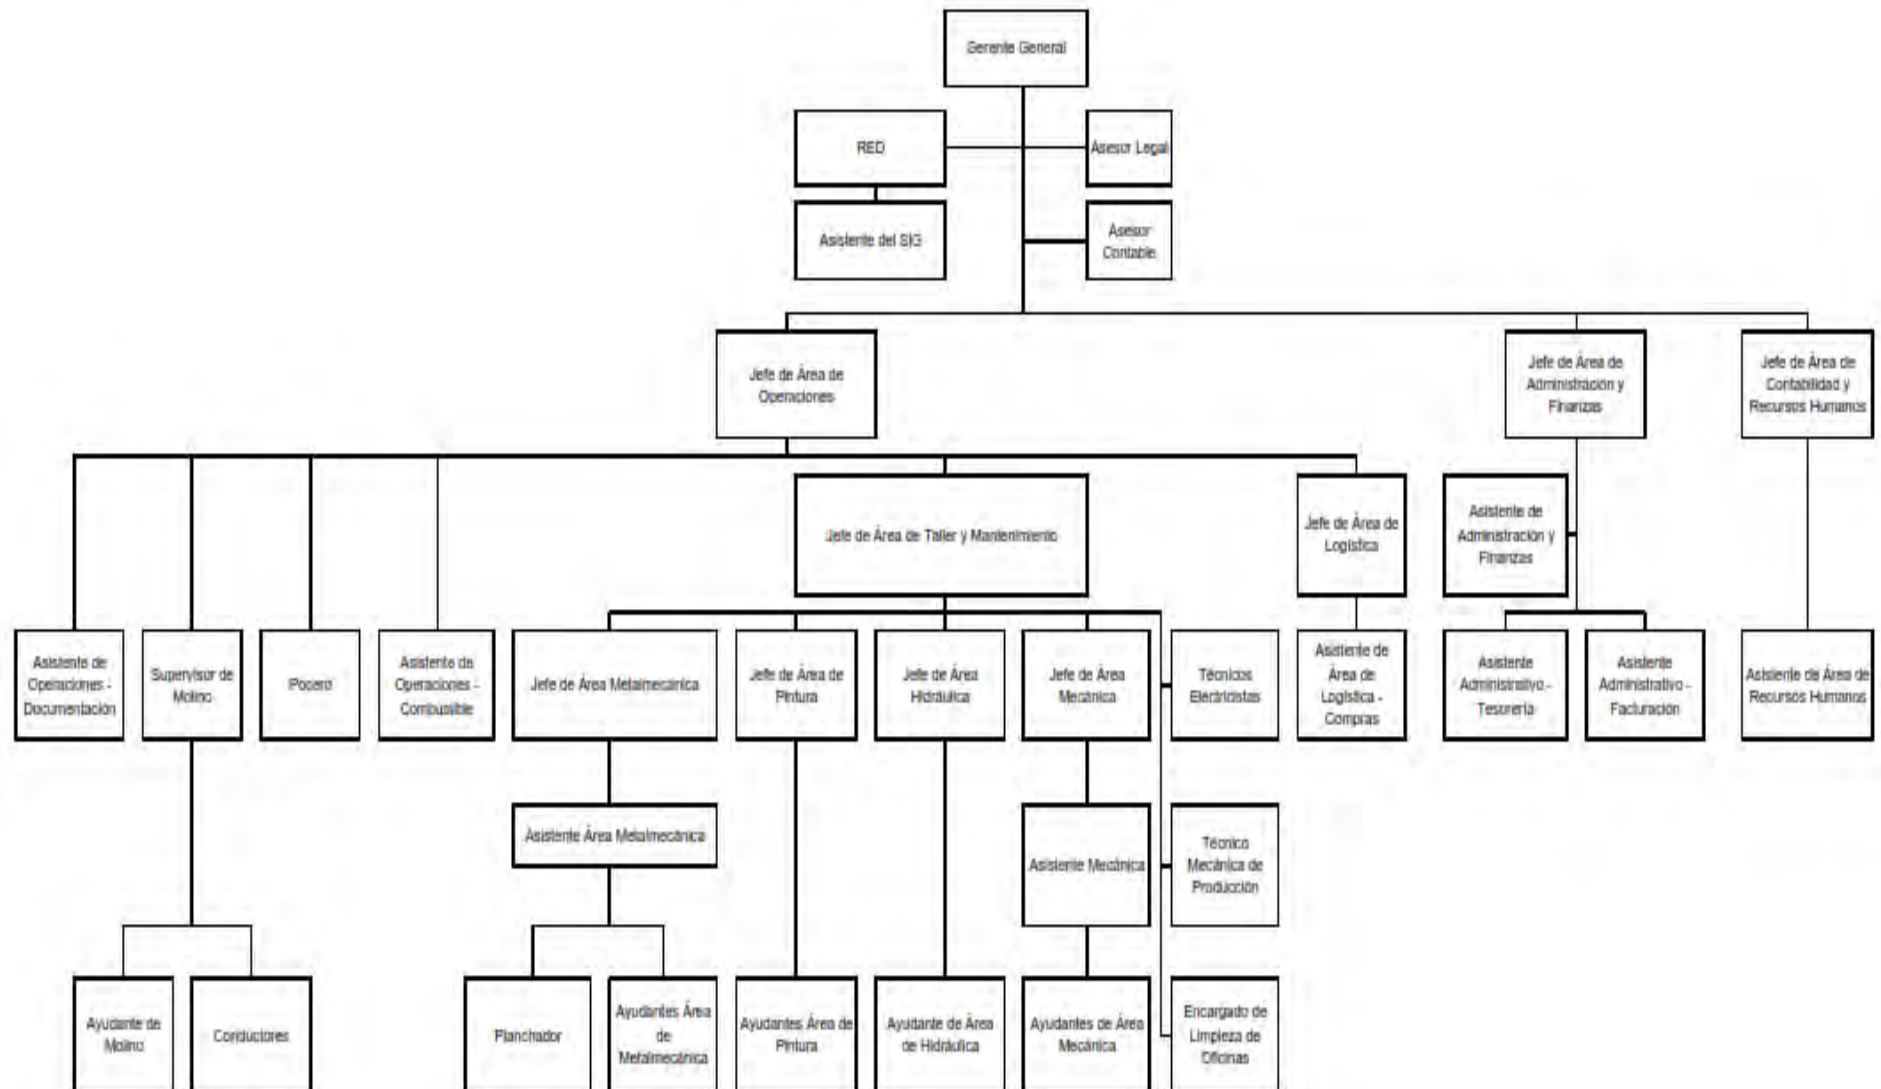 Gerente General
RED
Asesor Legal
Asistente del SIG
Asesor
Contable
Jefe de Área de
Operaciones
Jefe de Área de
Administración y
Finanzas
Jefe de Área de
Contabilidad y
Recursos Humanos
Jefe de Área de Taller y Mantenimiento
Jefe de Área de
Logística
Asistente de
Administración y
Finanzas
Asistente de
Operaciones -
Documentación
Supervisor de
Molino
Pocero
Asistente de
Operaciones -
Combustible
Jefe de Área Metalmecánica
Jefe de Área de
Pintura
Jefe de Área
Hidráulica
Jefe de Área
Mecánica
Técnicos
Electricistas
Asistente de
Área de
Logística -
Compras
Asistente
Administrativo -
Tesorería
Asistente
Administrativo -
Facturación
Asistente de Área de
Recursos Humanos
Asistente Área Metalmecánica
Asistente Mecánica
Técnico
Mecánica de
Producción
Ayudante de
Molino
Conductores
Planchador
Ayudantes Área
de
Metalmecánica
Ayudantes Área de
Pintura
Ayudante de Área
de Hidráulica
Ayudantes de Área
Mecánica
Encargado de
Limpieza de
Oficinas